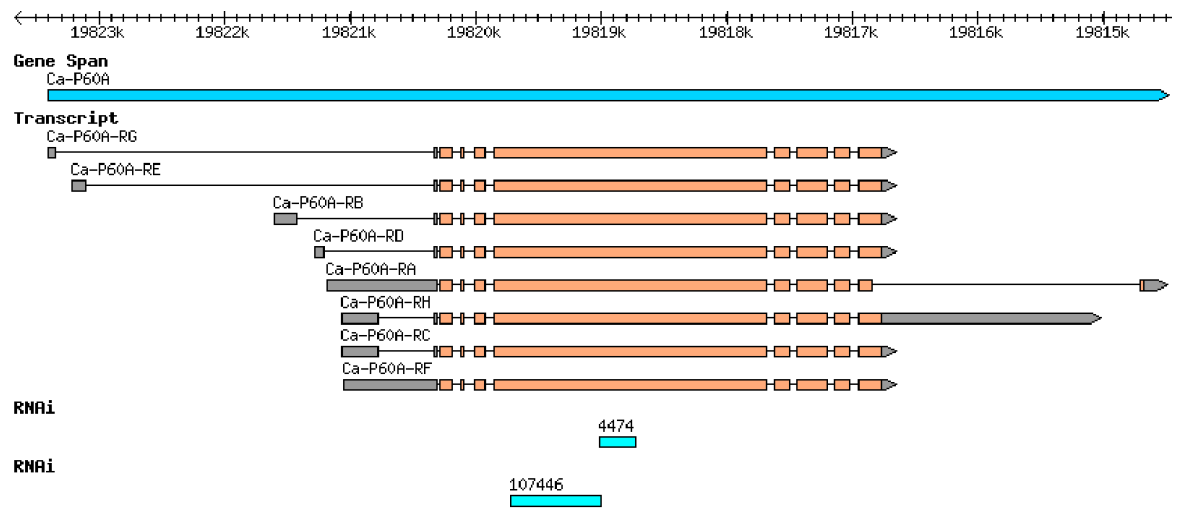 19823k 19822k 19821k 19820k 19819k 19818k 19817k 19816k 19815k
Gene Span
Ca-P60A
Transcript
Ca-P60A-RG
Ca-P60A-RE
Ca-P60A-RB
Ca-P60A-RD
Ca-P60A-RA
Ca-P60A-RH
Ca-P60A-RC
Ca-P60A-RF
RNAi
4474
RNAi
107446